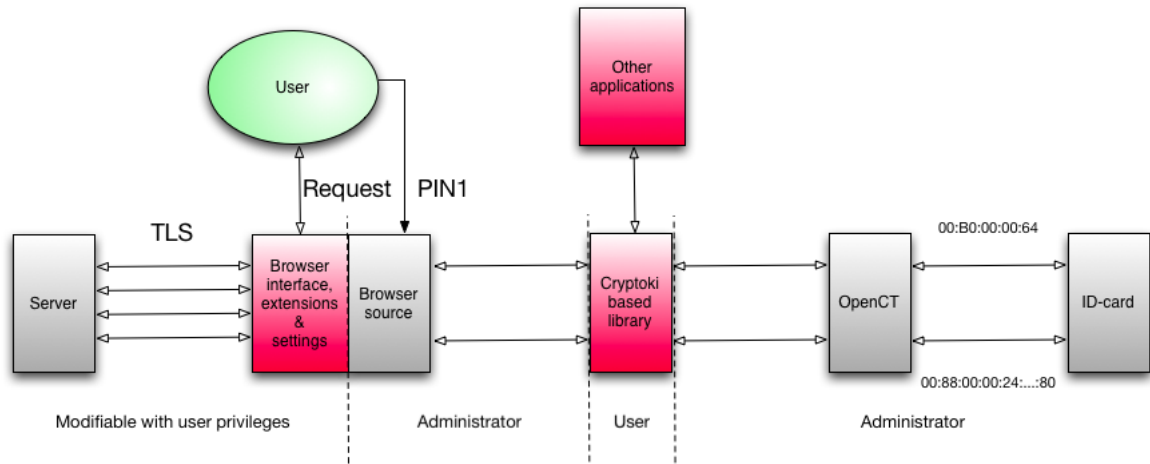 User
Other
applications
Request
PIN1
TLS
00:B0:00:00:64
Server
Browser
interface,
extensions
&
settings
Browser
source
Cryptoki
based
library
OpenCT
ID-card
00:88:00:00:24:...:80
Modifiable with user privileges
Administrator
User
Administrator